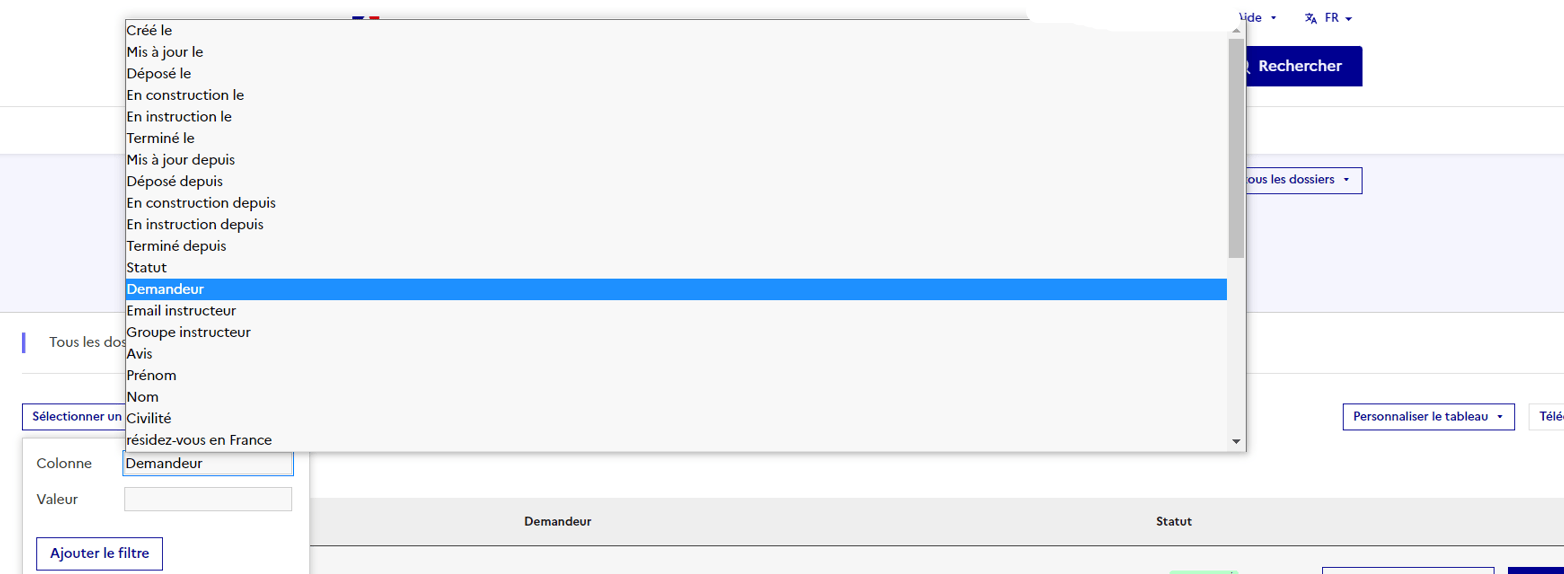 Créé le
Mis à jour le
Déposé le
En construction le
En instruction le
Terminé le
Mis à jour depuis
Déposé depuis
En construction depuis
En instruction depuis
Terminé depuis
Statut
Demandeur
Email instructeur
Groupe instructeur
Avis
Prénom
Nom
Civilité
résidez-vous en France
FR
Rechercher
tous les dossiers
Tous les
Sélectionner un
Personnaliser le tableau
Colonne
Demandeur
Valeur
Ajouter le filtre
Demandeur
Statut